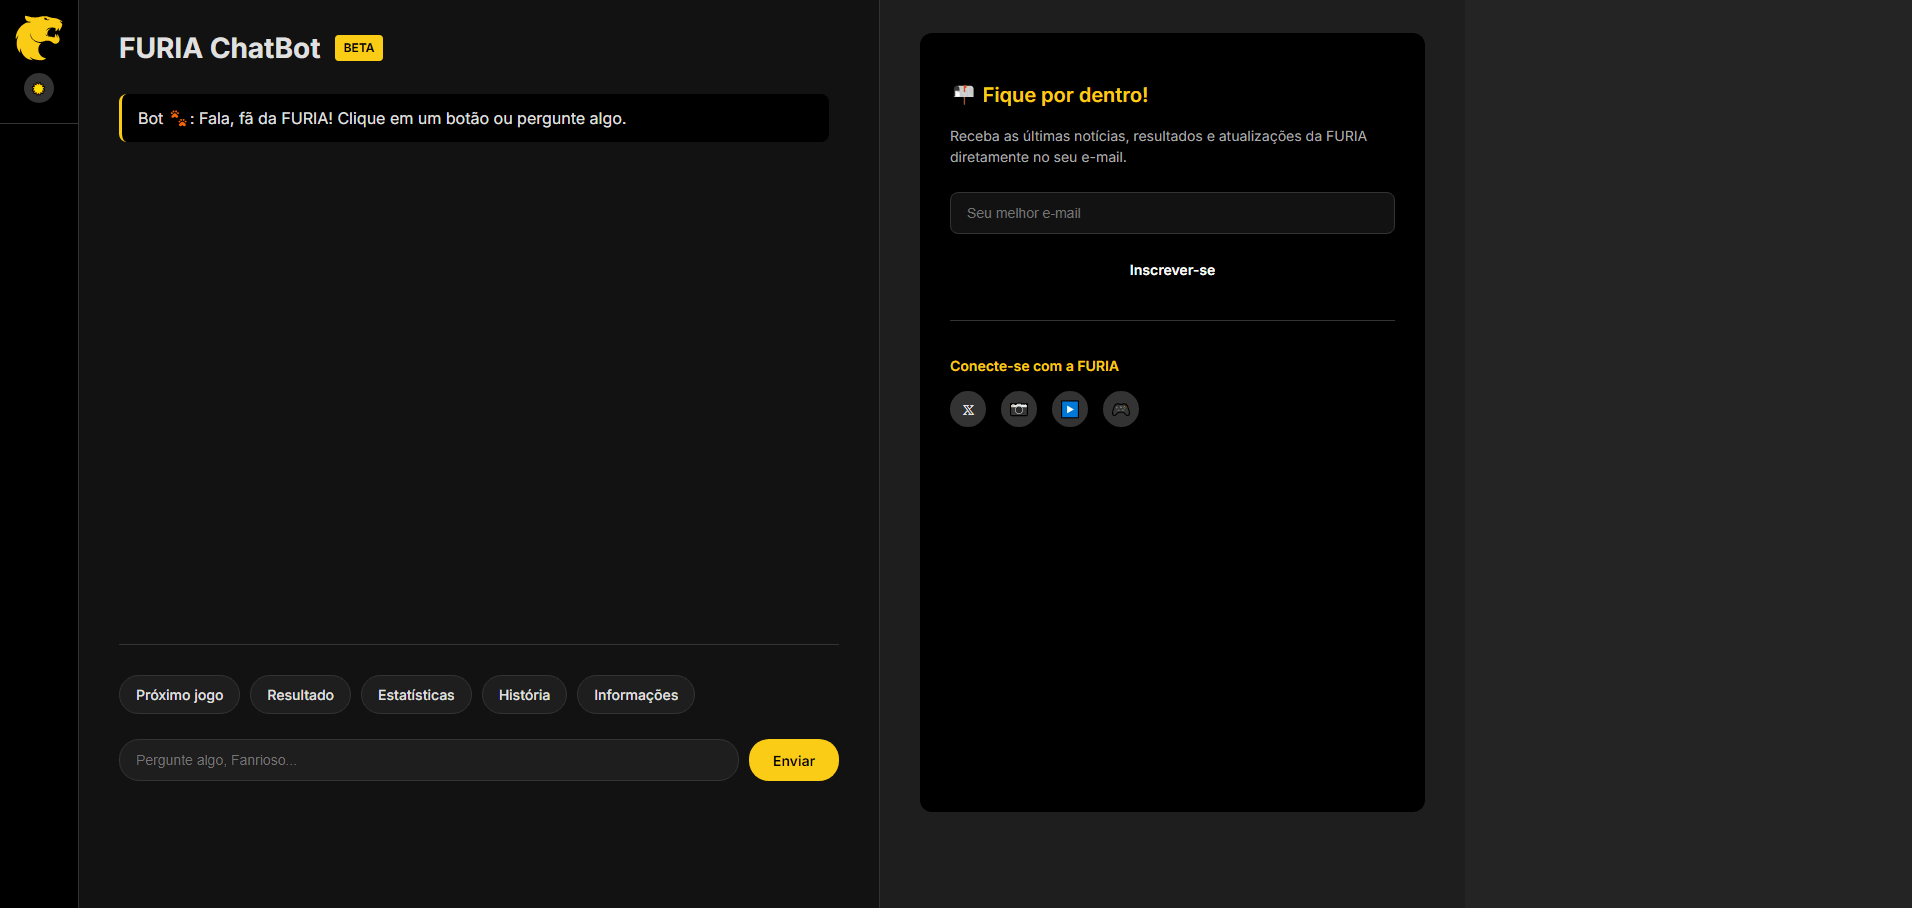 FURIA ChatBot BETA
Bot 🐾: Fala, fã da FURIA! Clique em um botão ou pergunte algo.
Próximo jogo Resultado Estatísticas História Informações
Pergunte algo, Fanrioso...
Enviar
📬 Fique por dentro!
Receba as últimas notícias, resultados e atualizações da FURIA
diretamente no seu e-mail.
Seu melhor e-mail
Inscrever-se
Conecte-se com a FURIA
𝕏